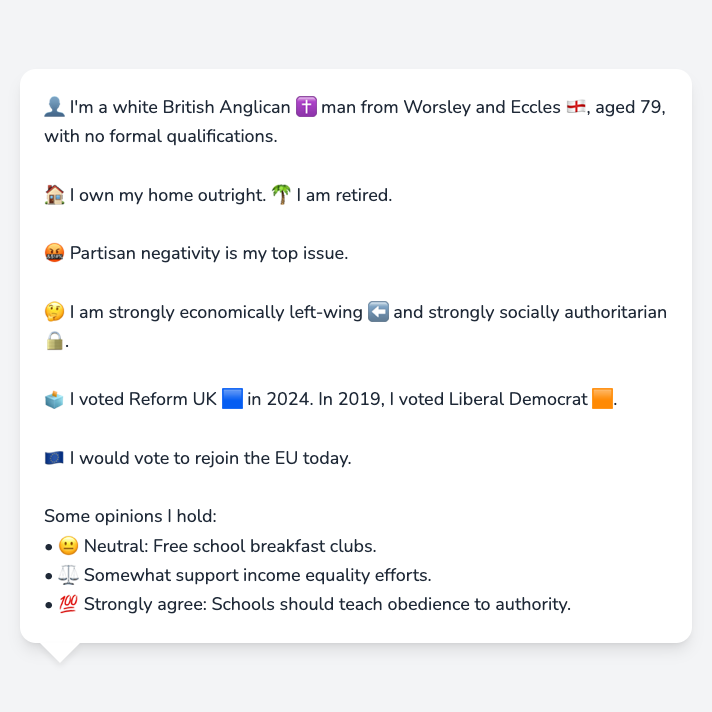 👤 I'm a white British Anglican ✝️ man from Worsley and Eccles 🏴󠁧󠁢󠁥󠁮󠁧󠁿, aged 79,
with no formal qualifications.
🏠 I own my home outright. 🌴 I am retired.
🤬 Partisan negativity is my top issue.
🤔 I am strongly economically left-wing ⬅️ and strongly socially authoritarian
🔒.
🗳️ I voted Reform UK 🟦 in 2024. In 2019, I voted Liberal Democrat 🟧.
🇪🇺 I would vote to rejoin the EU today.
Some opinions I hold:
• 😐 Neutral: Free school breakfast clubs.
• ⚖️ Somewhat support income equality efforts.
• 💯 Strongly agree: Schools should teach obedience to authority.